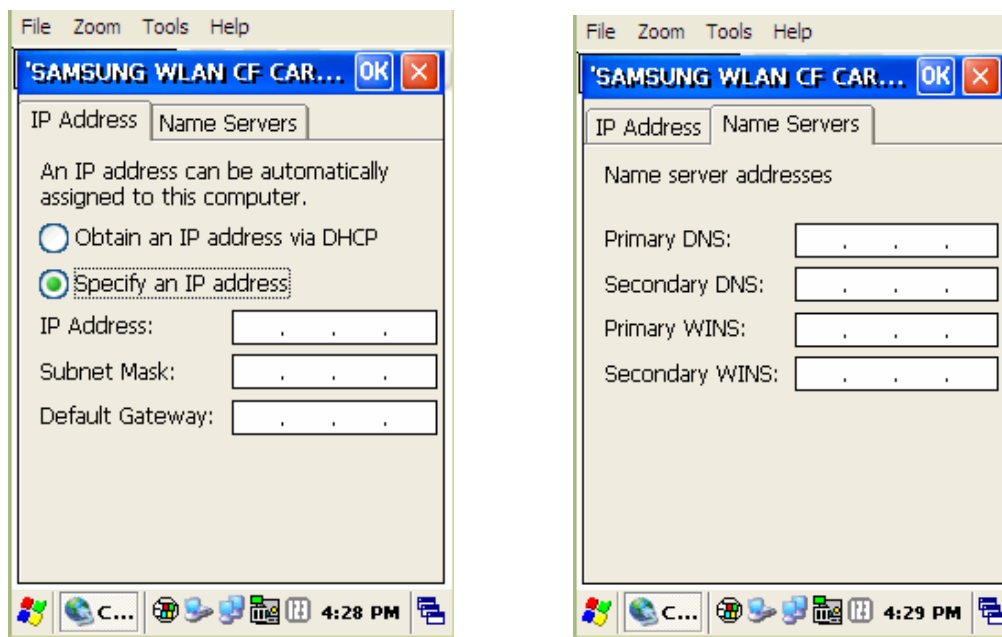 File Zoom Tools Help
'SAMSUNG WLAN CF CAR... OK
IP Address Name Servers
An IP address can be automatically
assigned to this computer.
Obtain an IP address via DHCP
Specify an IP address
IP Address: . . .
Subnet Mask: . . .
Default Gateway: . . .
C... 4:28 PM
File Zoom Tools Help
'SAMSUNG WLAN CF CAR... OK
IP Address Name Servers
Name server addresses
Primary DNS: . . .
Secondary DNS: . . .
Primary WINS: . . .
Secondary WINS: . . .
C... 4:29 PM